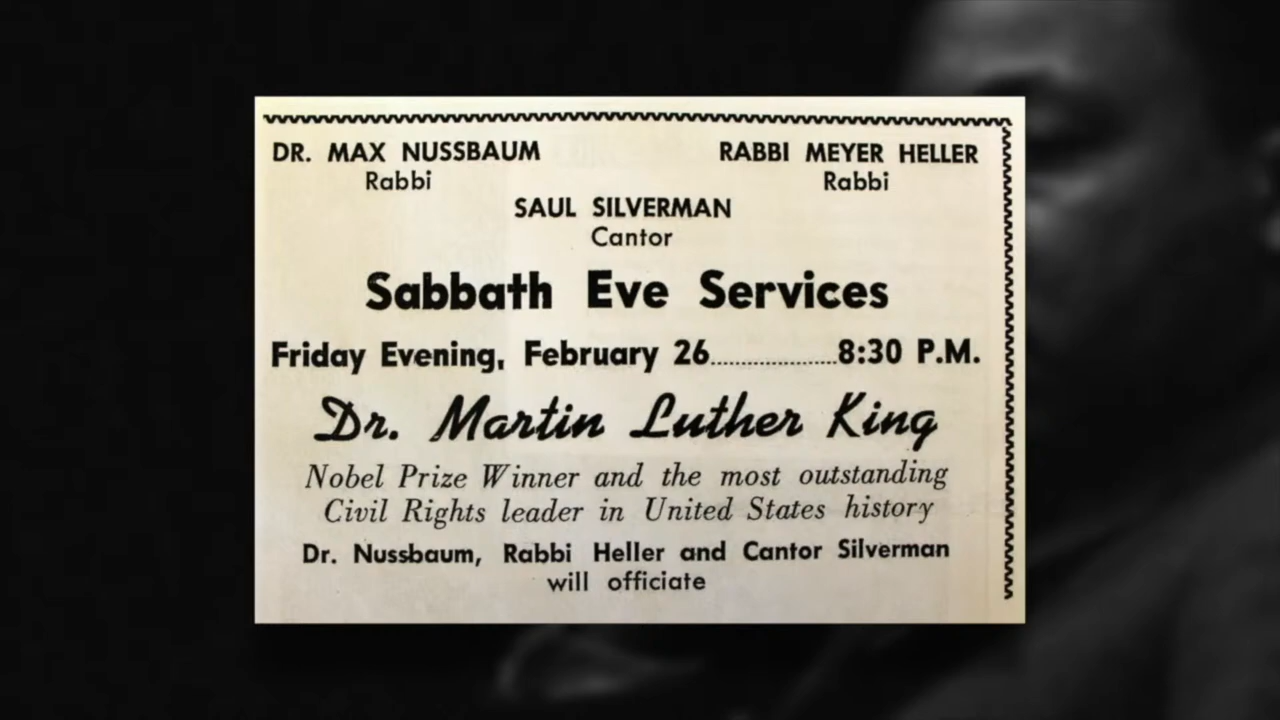 DR. MAX NUSSBAUM
Rabbi
RABBI MEYER HELLER
Rabbi
SAUL SILVERMAN
Cantor
Sabbath Eve Services
Friday Evening, February 26..................8:30 P.M.
Dr. Martin Luther King
Nobel Prize Winner and the most outstanding
Civil Rights leader in United States history
Dr. Nussbaum, Rabbi Heller and Cantor Silverman
will officiate